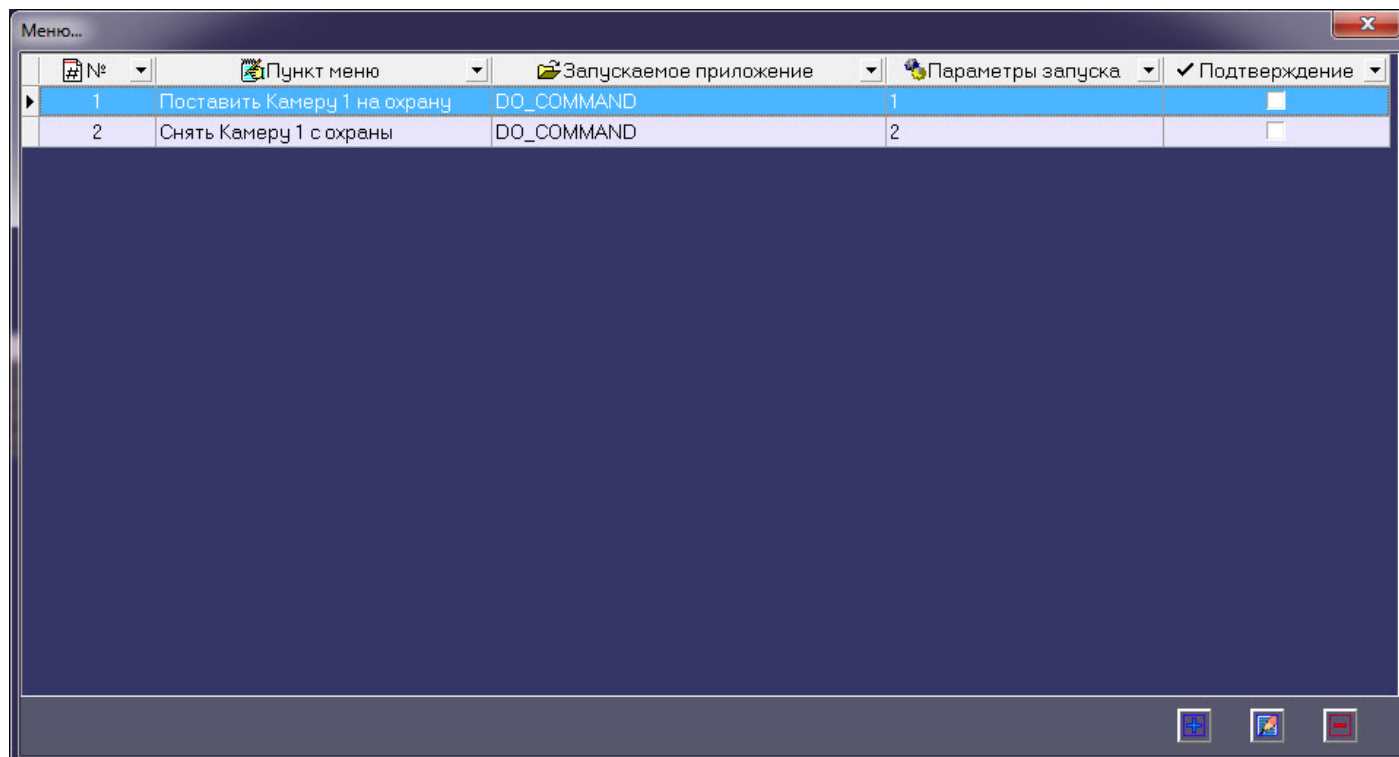 Меню...
№ Пункт меню Запускаемое приложение Параметры запуска Подтверждение
1 Поставить Камеру 1 на охрану DO_COMMAND 1
2 Снять Камеру 1 с охраны DO_COMMAND 2